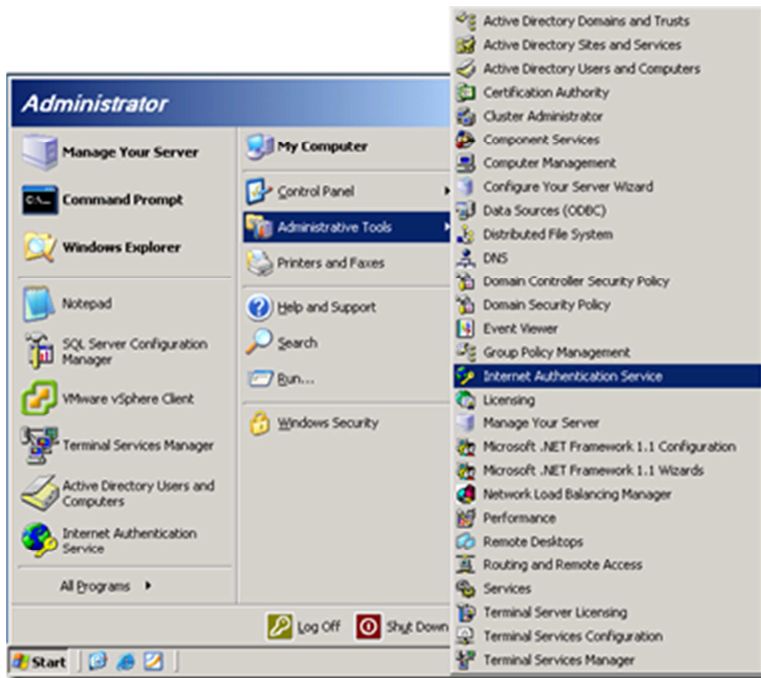 Administrator
Manage Your Server
Command Prompt
Windows Explorer
Notepad
SQL Server Configuration
Manager
VMware vSphere Client
Terminal Services Manager
Active Directory Users and
Computers
Internet Authentication
Service
All Programs
My Computer
Control Panel
Administrative Tools
Printers and Faxes
Help and Support
Search
Run...
Windows Security
Log Off
Shut Down
Start
Active Directory Domains and Trusts
Active Directory Sites and Services
Active Directory Users and Computers
Certification Authority
Cluster Administrator
Component Services
Computer Management
Configure Your Server Wizard
Data Sources (ODBC)
Distributed File System
DNS
Domain Controller Security Policy
Domain Security Policy
Event Viewer
Group Policy Management
Internet Authentication Service
Licensing
Manage Your Server
Microsoft .NET Framework 1.1 Configuration
Microsoft .NET Framework 1.1 Wizards
Network Load Balancing Manager
Performance
Remote Desktops
Routing and Remote Access
Services
Terminal Server Licensing
Terminal Services Configuration
Terminal Services Manager